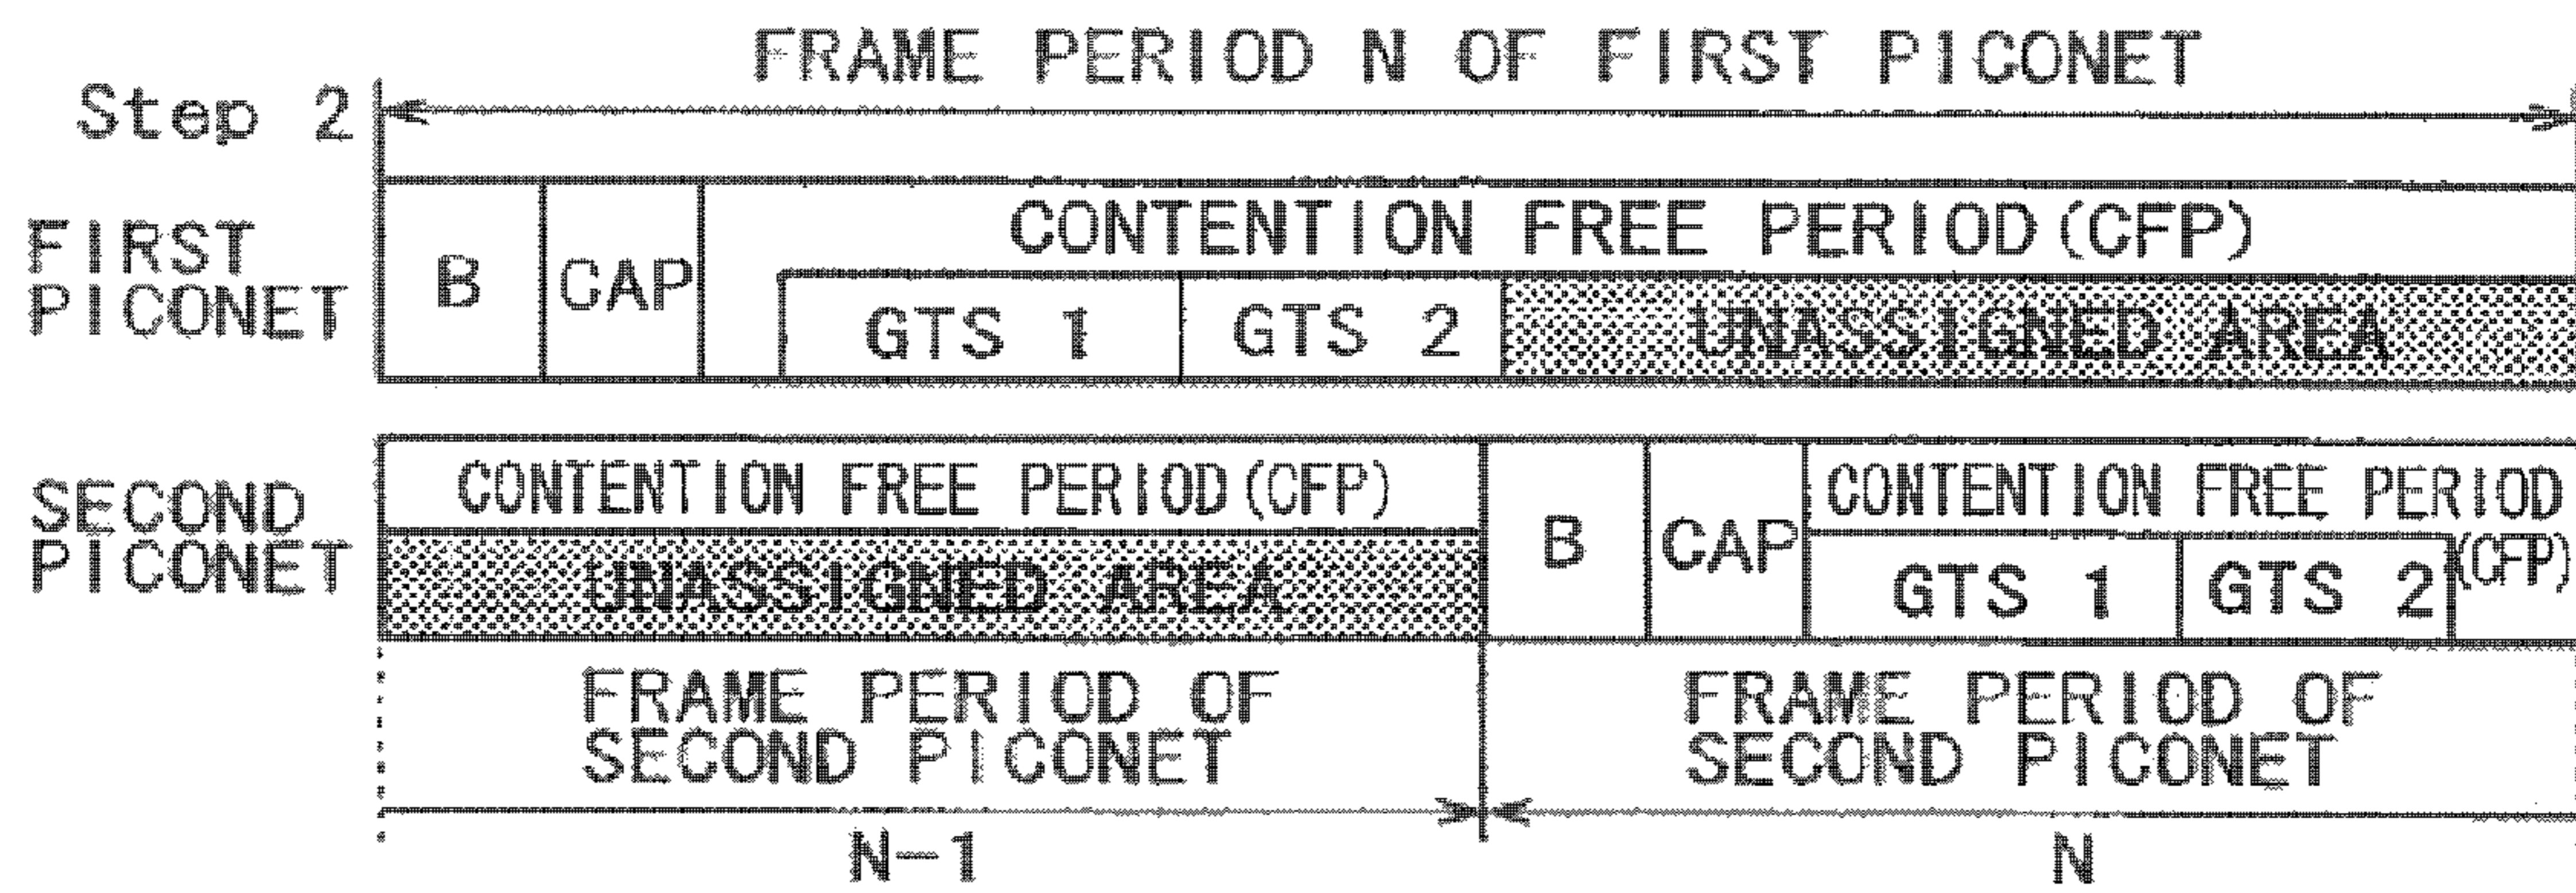 FRAME PERIOD N OF FIRST PICONET
Step 2
FIRST
PICONET
B
CAP
CONTENTION FREE PERIOD(CFP)
GTS 1
GTS 2
UNASSIGNED AREA
SECOND
PICONET
CONTENTION FREE PERIOD(CFP)
UNASSIGNED AREA
B
CAP
CONTENTION FREE PERIOD
(CFP)
GTS 1
GTS 2
FRAME PERIOD OF
SECOND PICONET
FRAME PERIOD OF
SECOND PICONET
N-1
N